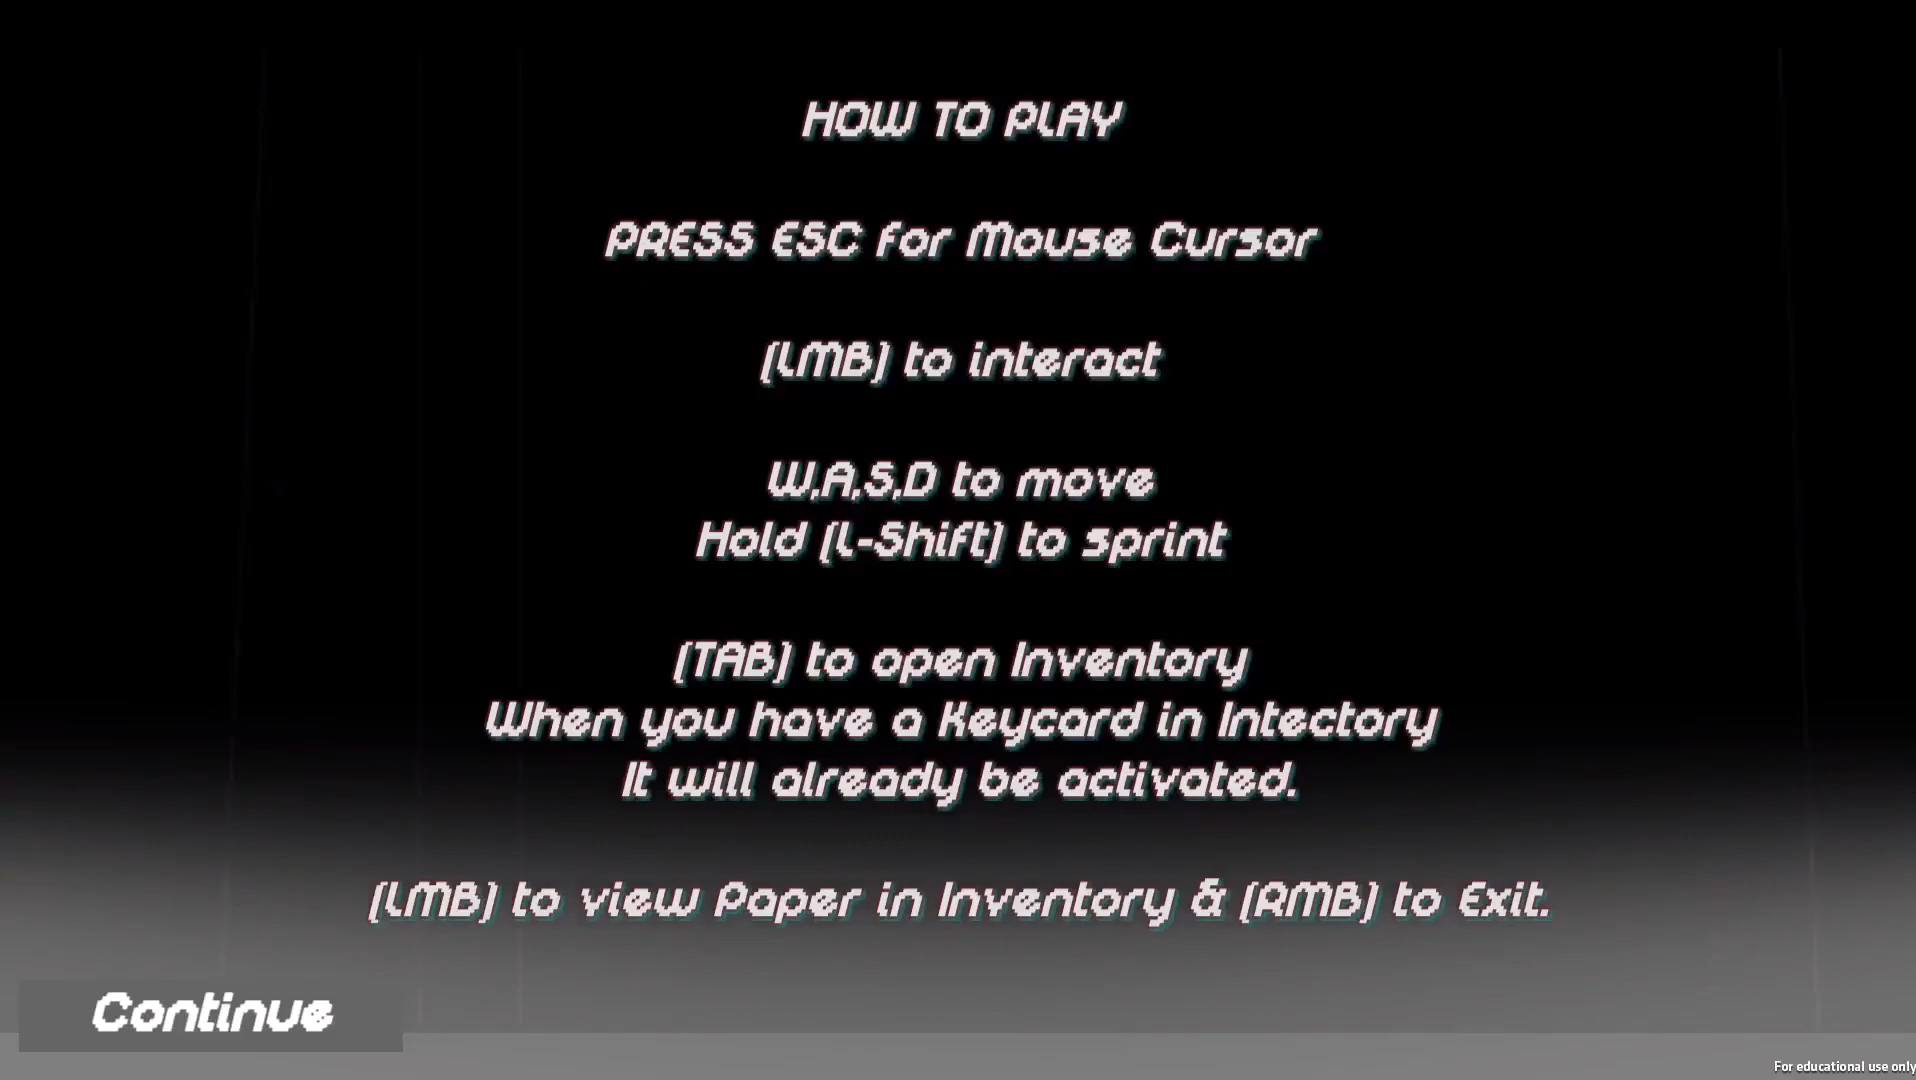 HOW TO PLAY
PRESS ESC for Mouse Cursor
(LMB) to interact
W,A,S,D to move
Hold (L-Shift) to sprint
(TAB) to open Inventory
When you have a Keycard in Intectory
It will already be activated.
(LMB) to view Paper in Inventory & (RMB) to Exit.
Continue
For educational use only